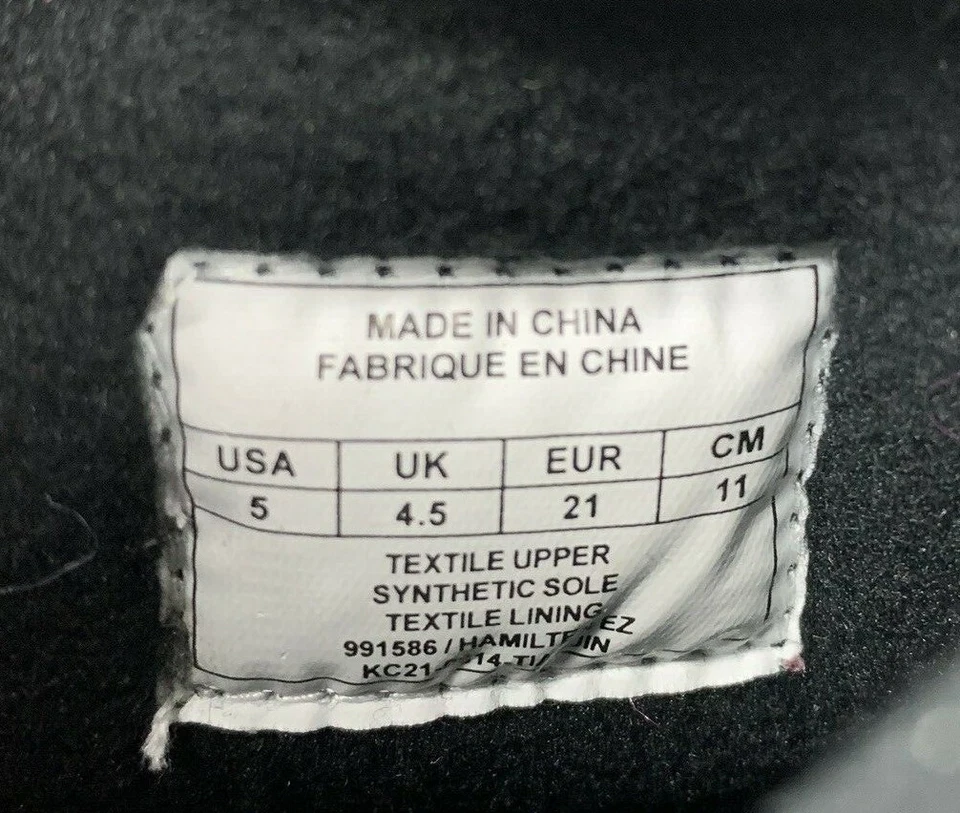 MADE IN CHINA
FABRIQUE EN CHINE
USA UK EUR CM
5 4.5 21 11
TEXTILE UPPER
SYNTHETIC SOLE
TEXTILE LINING
991586 /